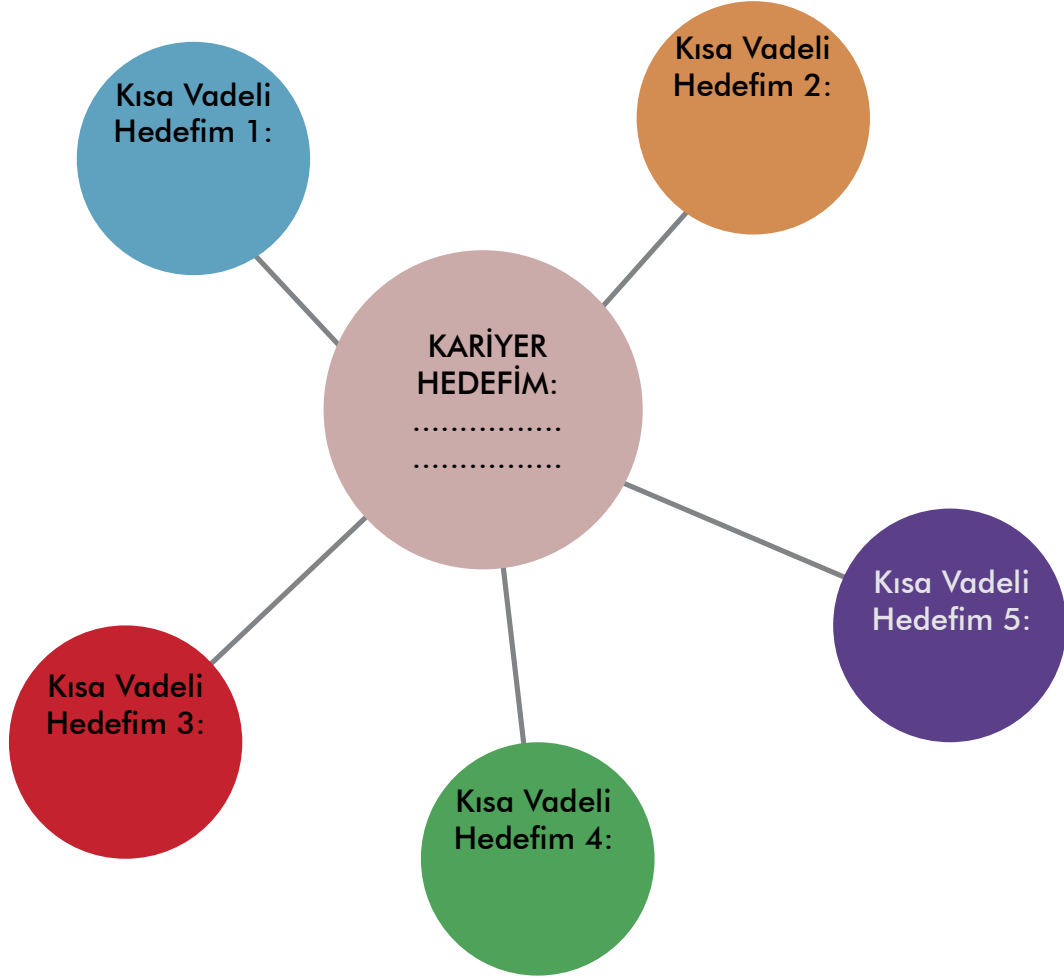 Kısa Vadeli
Hedefim 1:
Kısa Vadeli
Hedefim 2:
KARİYER
HEDEFİM:
................
................
Kısa Vadeli
Hedefim 3:
Kısa Vadeli
Hedefim 4:
Kısa Vadeli
Hedefim 5: